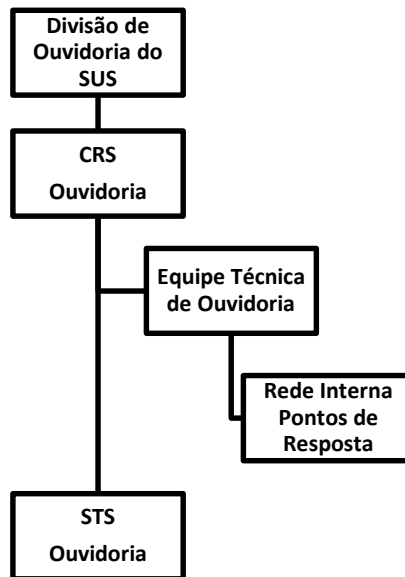 Divisão de
Ouvidoria do
SUS
CRS
Ouvidoria
Equipe Técnica
de Ouvidoria
Rede Interna
Pontos de
Resposta
STS
Ouvidoria